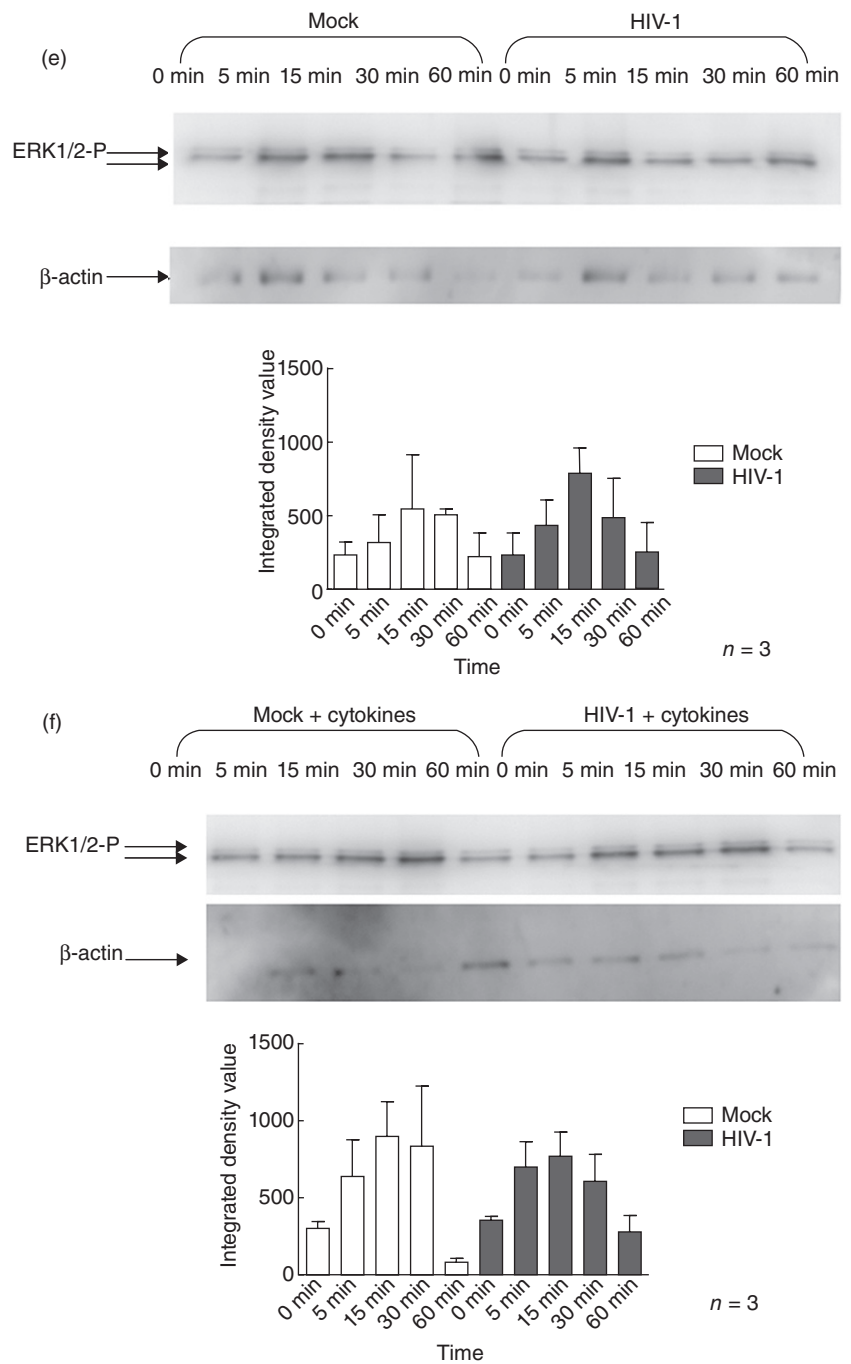 (e)
Mock HIV-1
0 min 5 min 15 min 30 min 60 min 0 min 5 min 15 min 30 min 60 min
ERK1/2-P
β-actin
Integrated density value
1500
1000
500
0
Mock
HIV-1
0 min 5 min 15 min 30 min 60 min 0 min 5 min 15 min 30 min 60 min
Time
n = 3
(f)
Mock + cytokines HIV-1 + cytokines
0 min 5 min 15 min 30 min 60 min 0 min 5 min 15 min 30 min 60 min
ERK1/2-P
β-actin
Integrated density value
1500
1000
500
0
Mock
HIV-1
0 min 5 min 15 min 30 min 60 min 0 min 5 min 15 min 30 min 60 min
Time
n = 3